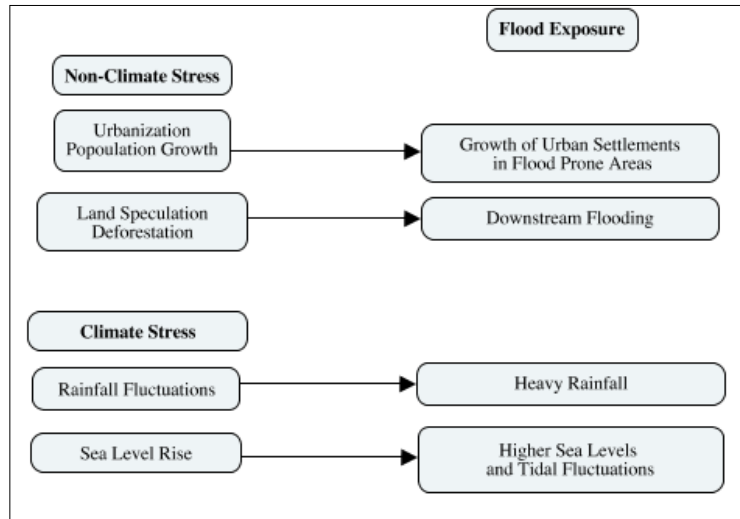 Flood Exposure
Non-Climate Stress
Urbanization
Popoulation Growth
Growth of Urban Settlements
in Flood Prone Areas
Land Speculation
Deforestation
Downstream Flooding
Climate Stress
Rainfall Fluctuations
Heavy Rainfall
Sea Level Rise
Higher Sea Levels
and Tidal Fluctuations